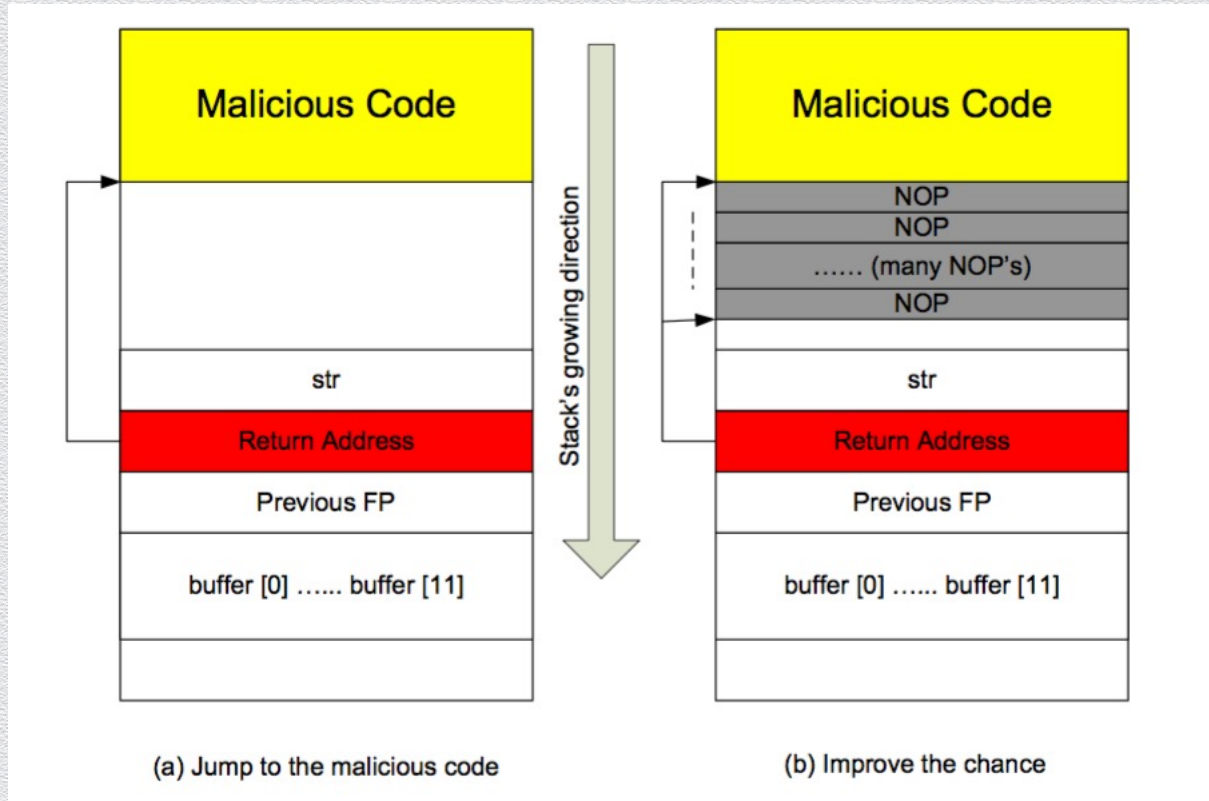 Malicious Code
str
Return Address
Previous FP
buffer [0] …... buffer [11]
(a) Jump to the malicious code
Stack's growing direction
Malicious Code
NOP
NOP
…... (many NOP's)
NOP
str
Return Address
Previous FP
buffer [0] …... buffer [11]
(b) Improve the chance